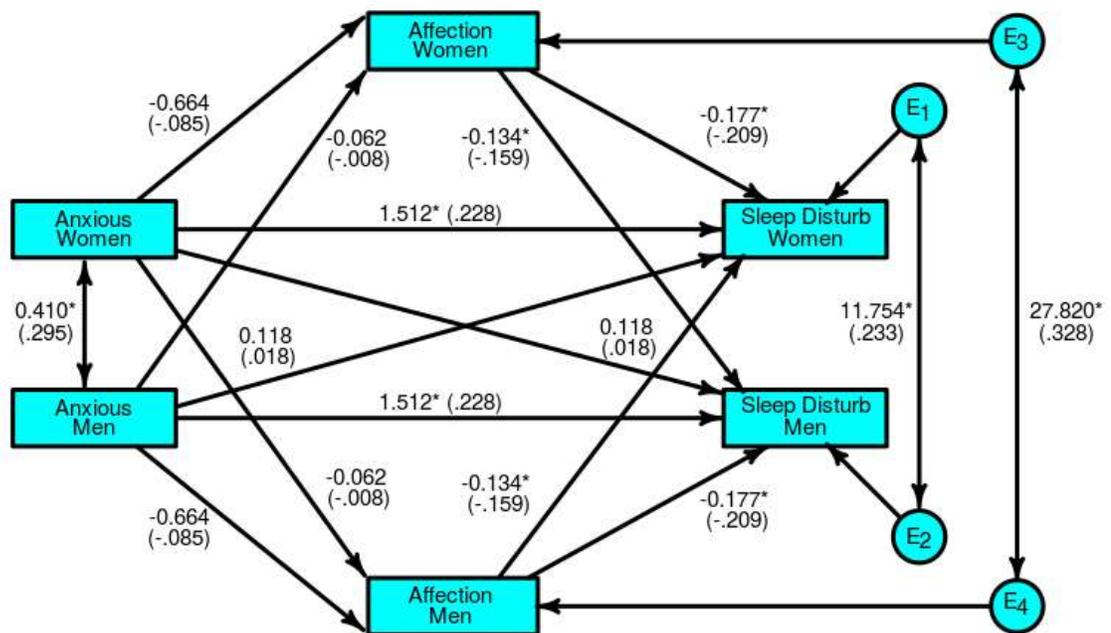 Affection
Women
E3
E1
-0.664
(-.085)
-0.062
(-.008)
-0.134*
(-.159)
-0.177*
(-.209)
Anxious
Women
1.512* (.228)
Sleep Disturb
Women
0.410*
(.295)
0.118
(.018)
0.118
(.018)
11.754*
(.233)
27.820*
(.328)
Anxious
Men
1.512* (.228)
Sleep Disturb
Men
-0.664
(-.085)
-0.062
(-.008)
-0.134*
(-.159)
-0.177*
(-.209)
E2
Affection
Men
E4